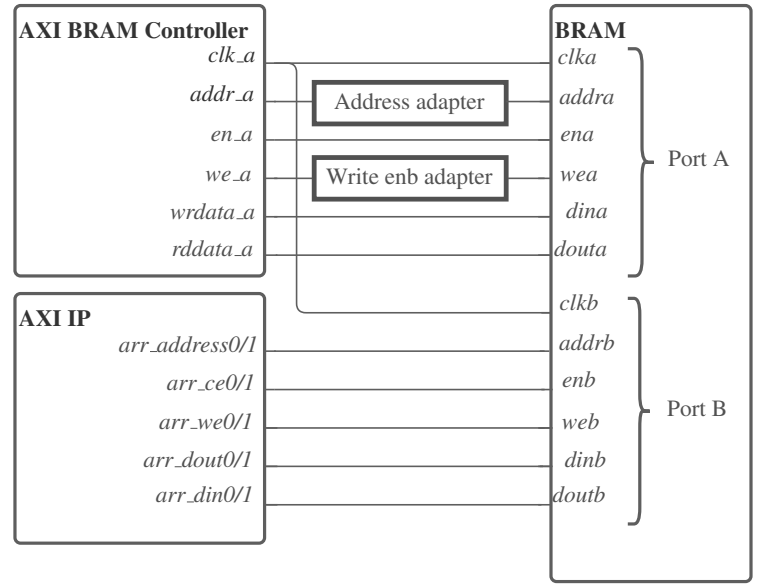 AXI BRAM Controller
clk_a
addr_a
en_a
we_a
wrdata_a
rddata_a
Address adapter
Write enb adapter
BRAM
clka
addra
ena
wea
dina
douta
Port A
clkb
addrb
enb
web
dinb
doutb
Port B
AXI IP
arr_address0/1
arr_ce0/1
arr_we0/1
arr_dout0/1
arr_din0/1